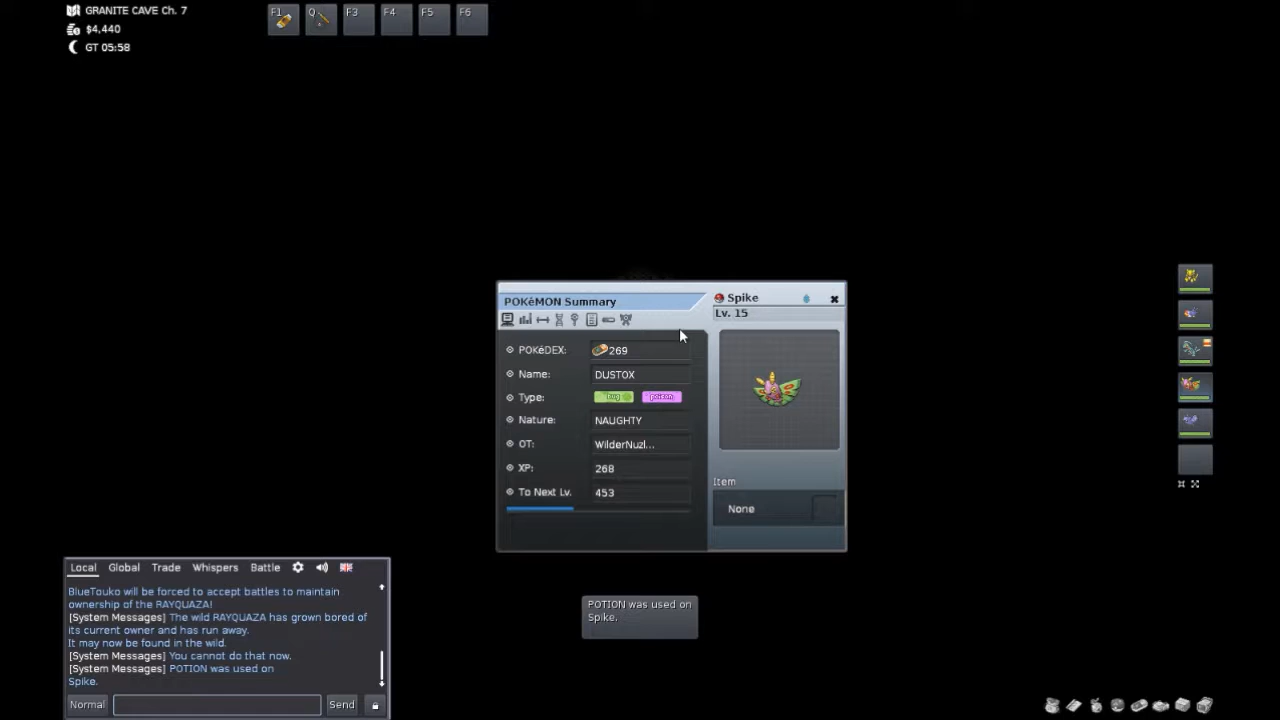 GRANITE CAVE Ch. 7
$4,440
GT 05:58
F1 Q F3 F4 F5 F6
POKéMON Summary
Spike
Lv. 15
POKéDEX: 269
Name: DUSTOX
Type: bug poison
Nature: NAUGHTY
OT: WilderNuzl...
XP: 268
To Next Lv. 453
Item
None
POTION was used on
Spike.
Local Global Trade Whispers Battle
BlueTouko will be forced to accept battles to maintain
ownership of the RAYQUAZA!
[System Messages] The wild RAYQUAZA has grown bored of
its current owner and has run away.
It may now be found in the wild.
[System Messages] You cannot do that now.
[System Messages] POTION was used on
Spike.
Normal Send